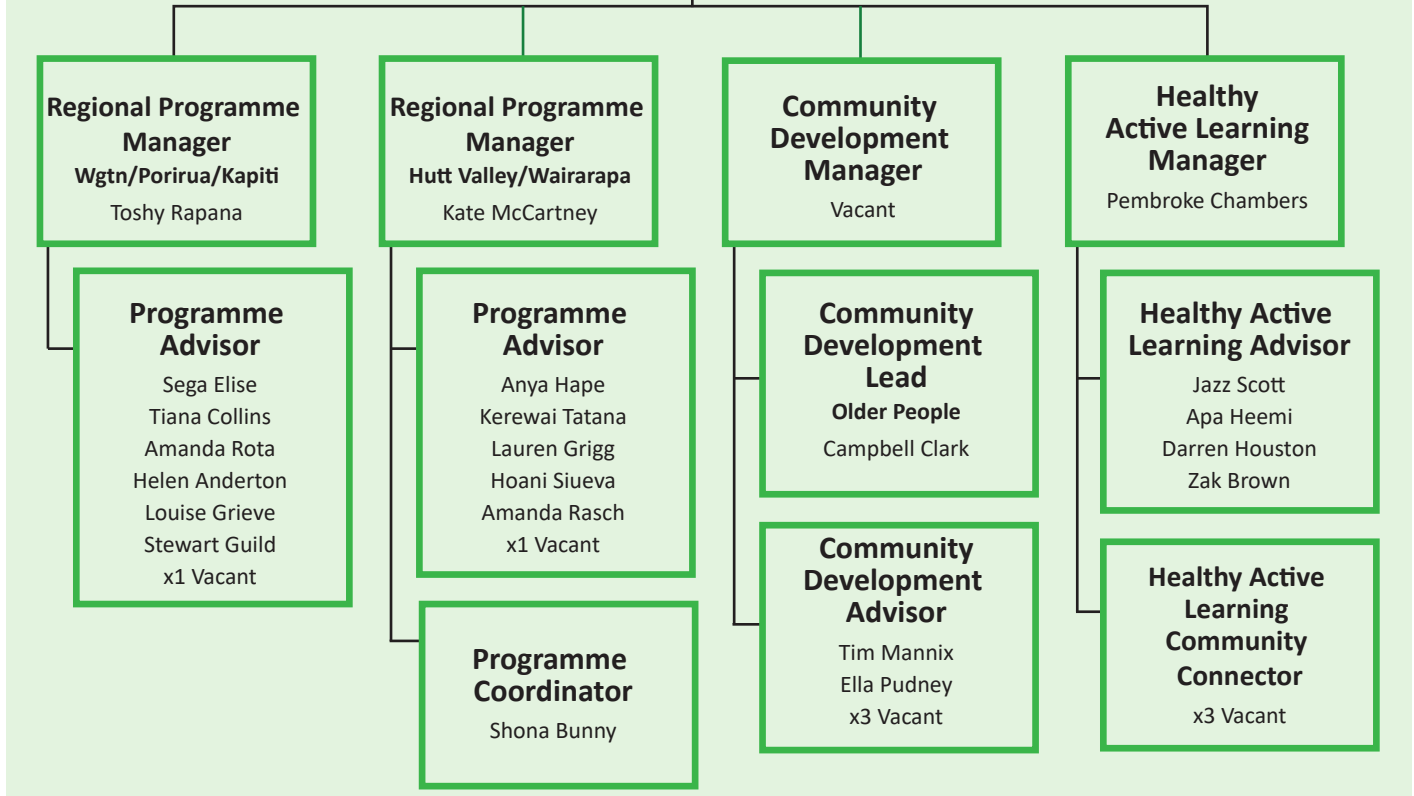 Regional Programme
Manager
Wgtn/Porirua/Kapiti
Toshy Rapana
Programme
Advisor
Sega Elise
Tiana Collins
Amanda Rota
Helen Anderton
Louise Grieve
Stewart Guild
x1 Vacant
Regional Programme
Manager
Hutt Valley/Wairarapa
Kate McCartney
Programme
Advisor
Anya Hape
Kerewai Tatana
Lauren Grigg
Hoani Siueva
Amanda Rasch
x1 Vacant
Programme
Coordinator
Shona Bunny
Community
Development
Manager
Vacant
Community
Development
Lead
Older People
Campbell Clark
Community
Development
Advisor
Tim Mannix
Ella Pudney
x3 Vacant
Healthy
Active Learning
Manager
Pembroke Chambers
Healthy Active
Learning Advisor
Jazz Scott
Apa Heemi
Darren Houston
Zak Brown
Healthy Active
Learning
Community
Connector
x3 Vacant